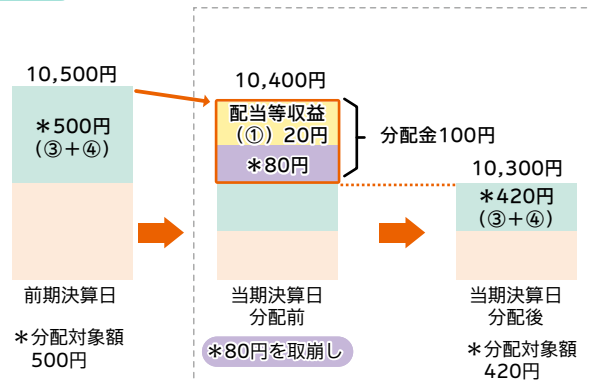 10,500円
＊500円
（③＋④）
前期決算日
＊分配対象額
500円
10,400円
配当等収益
（①）20円
＊80円
分配金100円
当期決算日
分配前
＊80円を取崩し
10,300円
＊420円
（③＋④）
当期決算日
分配後
＊分配対象額
420円